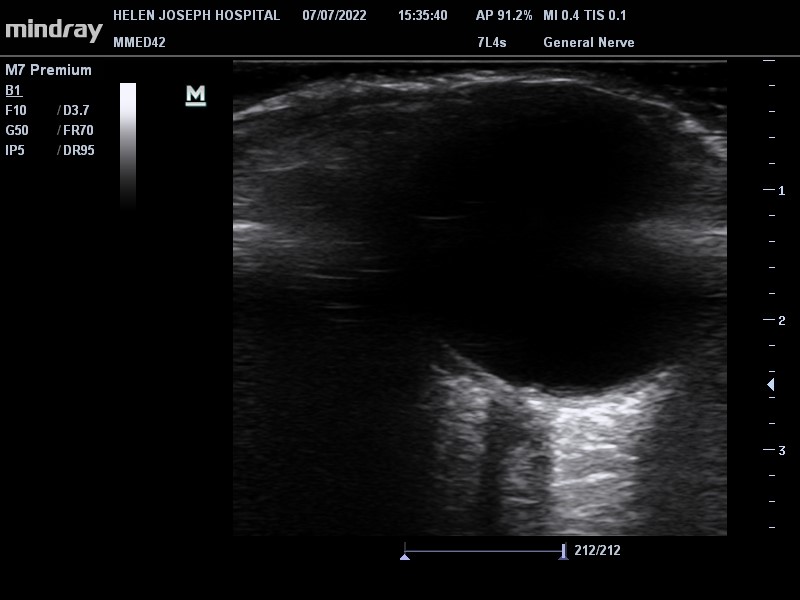 mindray
HELEN JOSEPH HOSPITAL 07/07/2022 15:35:40 AP 91.2% MI 0.4 TIS 0.1
MMED42 7L4s General Nerve
M7 Premium
B1
F10 / D3.7
G50 / FR70
IP5 / DR95
M
1
2
3
212/212